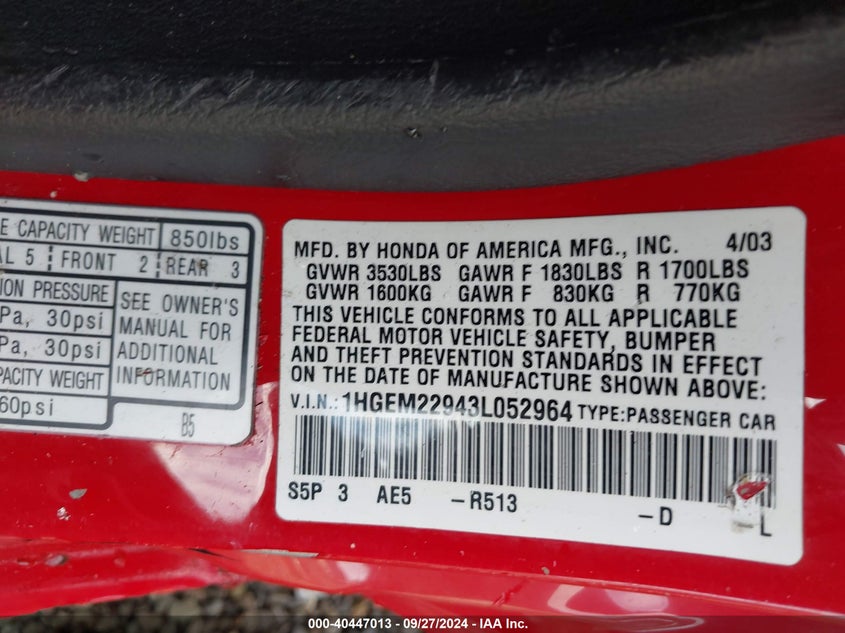 E CAPACITY WEIGHT 850lbs
AL 5 FRONT 2 REAR 3
ION PRESSURE
Pa, 30psi
Pa, 30psi
PACITY WEIGHT
60psi
SEE OWNER'S
MANUAL FOR
ADDITIONAL
INFORMATION
B5
MFD. BY HONDA OF AMERICA MFG., INC. 4/03
GVWR 3530LBS GAWR F 1830LBS R 1700LBS
GVWR 1600KG GAWR F 830KG R 770KG
THIS VEHICLE CONFORMS TO ALL APPLICABLE
FEDERAL MOTOR VEHICLE SAFETY, BUMPER
AND THEFT PREVENTION STANDARDS IN EFFECT
ON THE DATE OF MANUFACTURE SHOWN ABOVE:
V.I.N.: 1HGEM22943L052964 TYPE:PASSENGER CAR
S5P 3 AE5 -R513 -D L
000-40447013 - 09/27/2024 - IAA Inc.